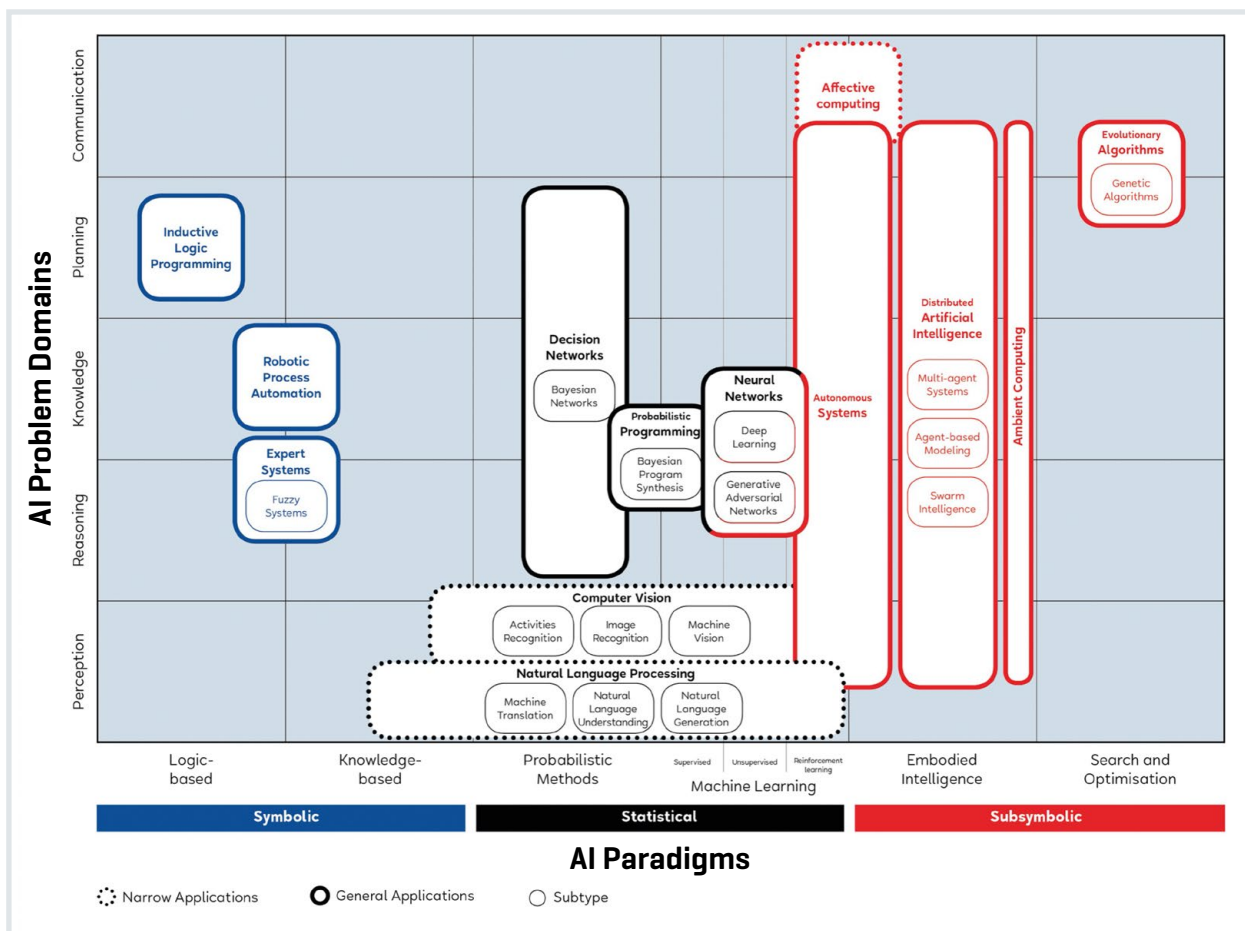 AI Problem Domains
Communication
Planning
Knowledge
Reasoning
Perception
Affective
computing
Evolutionary
Algorithms
Genetic
Algorithms
Inductive
Logic
Programming
Robotic
Process
Automation
Expert
Systems
Fuzzy
Systems
Decision
Networks
Bayesian
Networks
Probabilistic
Programming
Bayesian
Program
Synthesis
Neural
Networks
Deep
Learning
Generative
Adversarial
Networks
Autonomous
Systems
Distributed
Artificial
Intelligence
Multi-agent
Systems
Agent-based
Modeling
Swarm
Intelligence
Ambient Computing
Computer Vision
Activities
Recognition
Image
Recognition
Machine
Vision
Natural Language Processing
Machine
Translation
Natural
Language
Understanding
Natural
Language
Generation
Logic-
based
Knowledge-
based
Probabilistic
Methods
Supervised
Unsupervised
Reinforcement
learning
Machine Learning
Embodied
Intelligence
Search and
Optimisation
Symbolic
Statistical
Subsymbolic
AI Paradigms
Narrow Applications
General Applications
Subtype